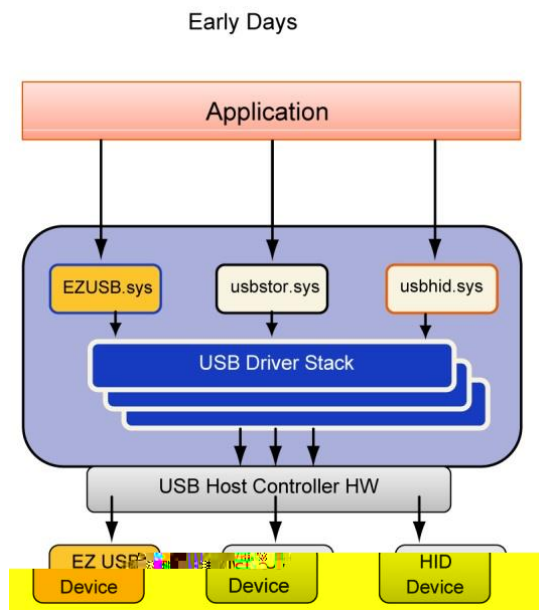 Early Days
Application
EZUSB.sys
usbstor.sys
usbhid.sys
USB Driver Stack
USB Host Controller HW
EZ USB
HID
Device
Device
Device